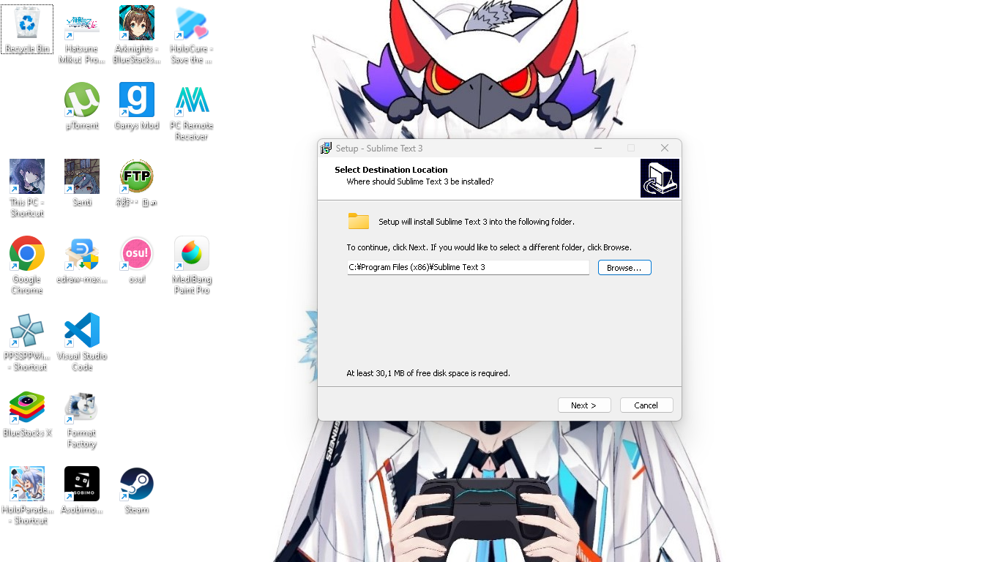 Recycle Bin
Hatsune
Miku: Pro...
Arknights -
BlueStacks...
HoloCure -
Save the ...
µTorrent
g
Garrys Mod
PC Remote
Receiver
This PC -
Shortcut
Senti
FTP
Google
Chrome
edraw-max...
osu!
osu!
MediBang
Paint Pro
PPSSPPWi...
- Shortcut
Visual Studio
Code
BlueStacks X
Format
Factory
HoloParade...
- Shortcut
ASOBIMO
Asobimo...
Steam
Setup - Sublime Text 3
Select Destination Location
Where should Sublime Text 3 be installed?
Setup will install Sublime Text 3 into the following folder.
To continue, click Next. If you would like to select a different folder, click Browse.
C:¥Program Files (x86)¥Sublime Text 3
Browse...
At least 30,1 MB of free disk space is required.
Next >
Cancel